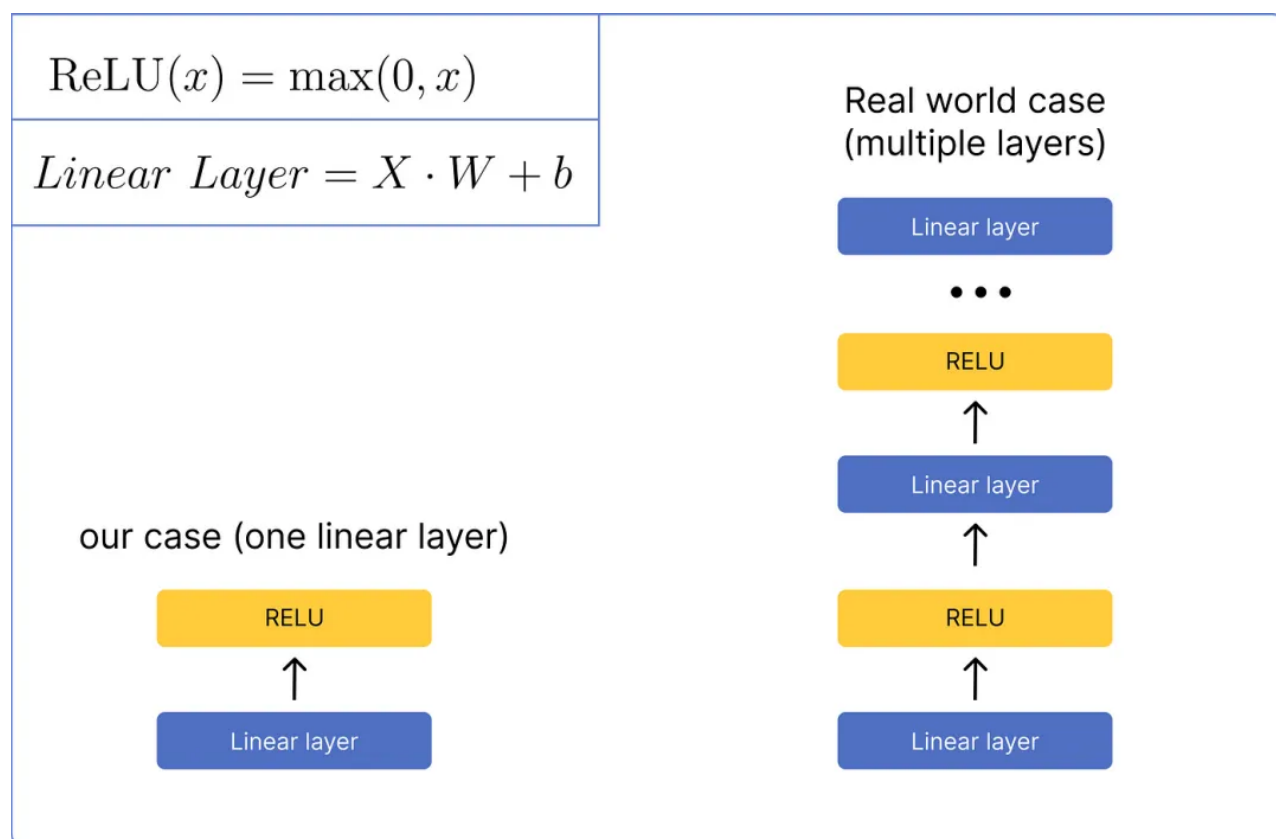 ReLU(x) = max(0, x)
Linear Layer = X · W + b
our case (one linear layer)
RELU
Linear layer
Real world case
(multiple layers)
Linear layer
•••
RELU
Linear layer
RELU
Linear layer